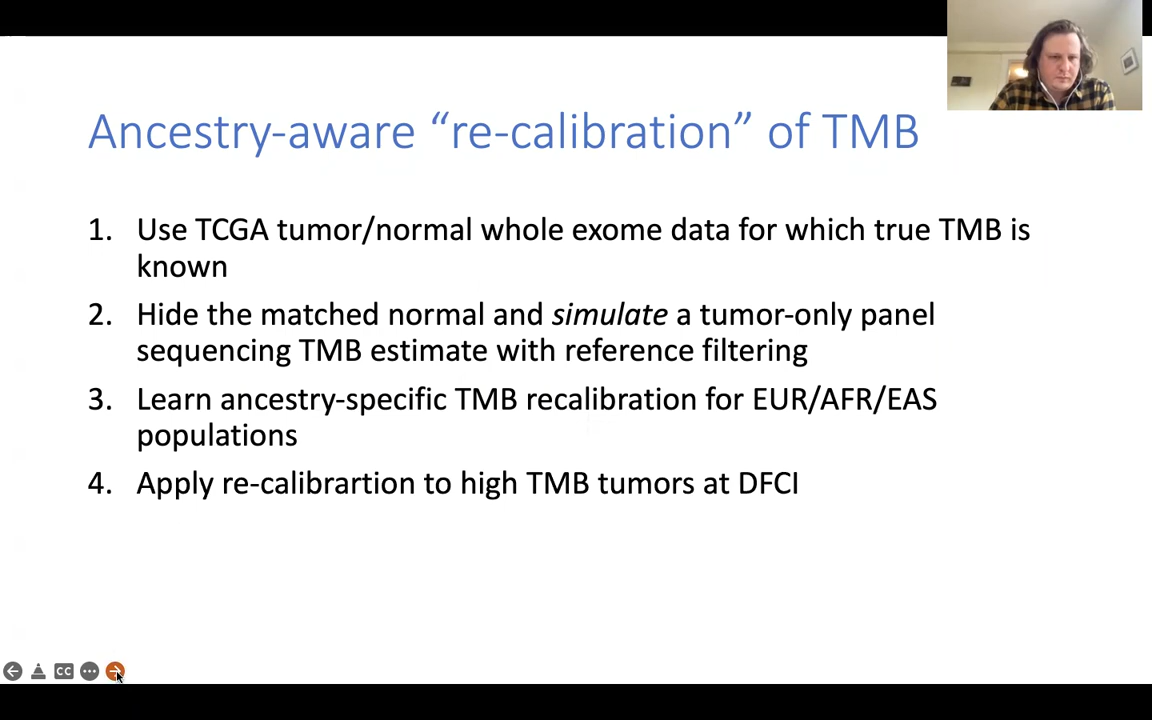 Ancestry-aware “re-calibration” of TMB
1. Use TCGA tumor/normal whole exome data for which true TMB is
known
2. Hide the matched normal and simulate a tumor-only panel
sequencing TMB estimate with reference filtering
3. Learn ancestry-specific TMB recalibration for EUR/AFR/EAS
populations
4. Apply re-calibrartion to high TMB tumors at DFCI
CC